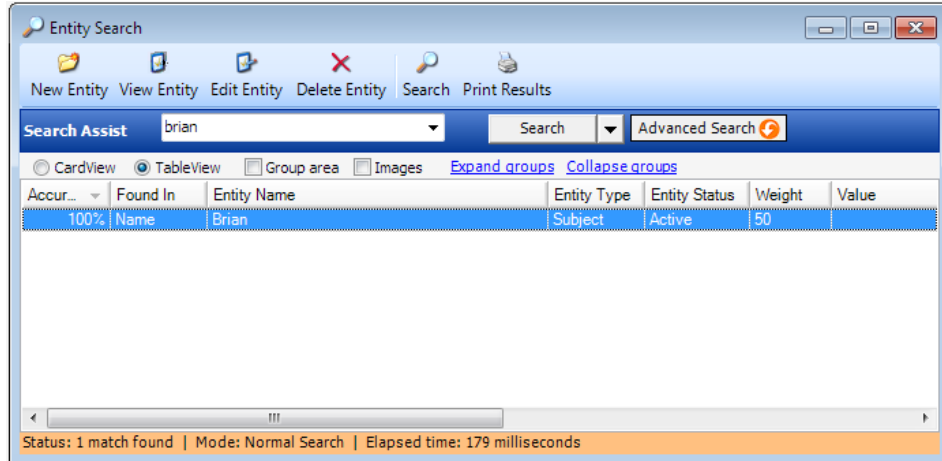 Entity Search
New Entity View Entity Edit Entity Delete Entity Search Print Results
Search Assist brian Search Advanced Search
CardView TableView Group area Images Expand groups Collapse groups
Accur... Found In Entity Name Entity Type Entity Status Weight Value
100% Name Brian Subject Active 50
Status: 1 match found | Mode: Normal Search | Elapsed time: 179 milliseconds